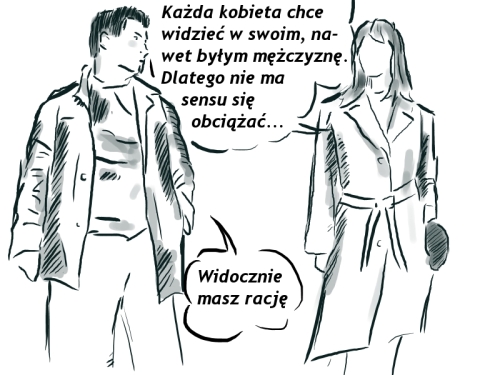 Każda kobieta chce
widzieć w swoim, na-
wet byłym mężczyznę.
Dlatego nie ma
sensu się
obciążać...
Widocznie
masz rację